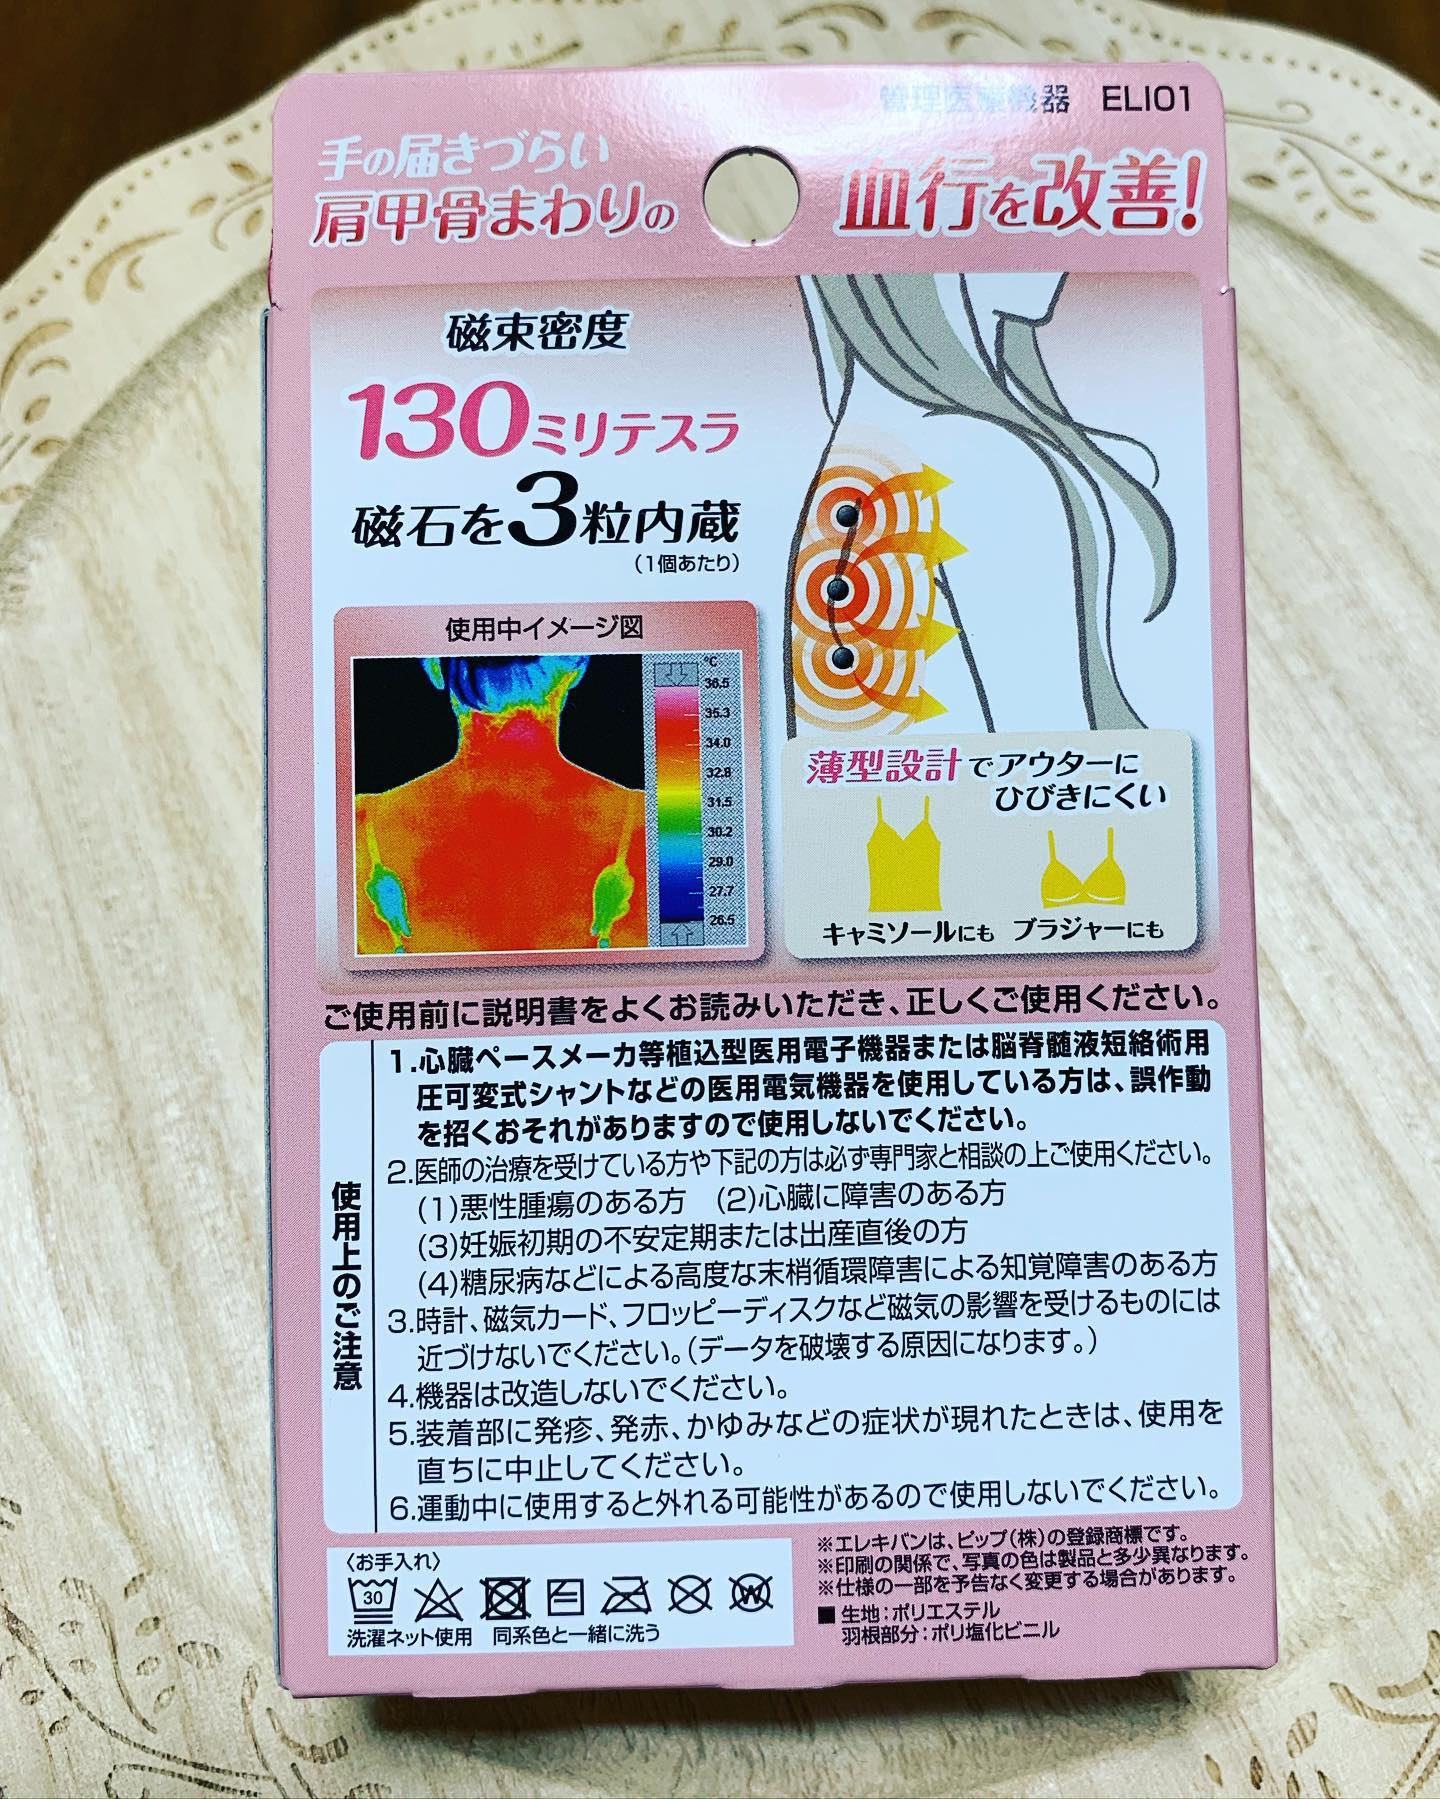 管理医療機器 ELI01
手の届きづらい
肩甲骨まわりの
血行を改善!
磁束密度
130ミリテスラ
磁石を3粒内蔵
(1個あたり)
使用中イメージ図
℃
36.5
35.3
34.0
32.8
31.5
30.2
29.0
27.7
26.5
薄型設計でアウターに
ひびきにくい
キャミソールにも ブラジャーにも
ご使用前に説明書をよくお読みいただき、正しくご使用ください。
使用上のご注意
1.心臓ペースメーカ等植込型医用電子機器または脳脊髄液短絡術用
圧可変式シャントなどの医用電気機器を使用している方は、誤作動
を招くおそれがありますので使用しないでください。
2.医師の治療を受けている方や下記の方は必ず専門家と相談の上ご使用ください。
(1)悪性腫瘍のある方 (2)心臓に障害のある方
(3)妊娠初期の不安定期または出産直後の方
(4)糖尿病などによる高度な末梢循環障害による知覚障害のある方
3.時計、磁気カード、フロッピーディスクなど磁気の影響を受けるものには
近づけないでください。(データを破壊する原因になります。)
4.機器は改造しないでください。
5.装着部に発疹、発赤、かゆみなどの症状が現れたときは、使用を
直ちに中止してください。
6.運動中に使用すると外れる可能性があるので使用しないでください。
〈お手入れ〉
30
W
洗濯ネット使用 同系色と一緒に洗う
※エレキバンは、ピップ(株)の登録商標です。
※印刷の関係で、写真の色は製品と多少異なります。
※仕様の一部を予告なく変更する場合があります。
■生地:ポリエステル
羽根部分:ポリ塩化ビニル